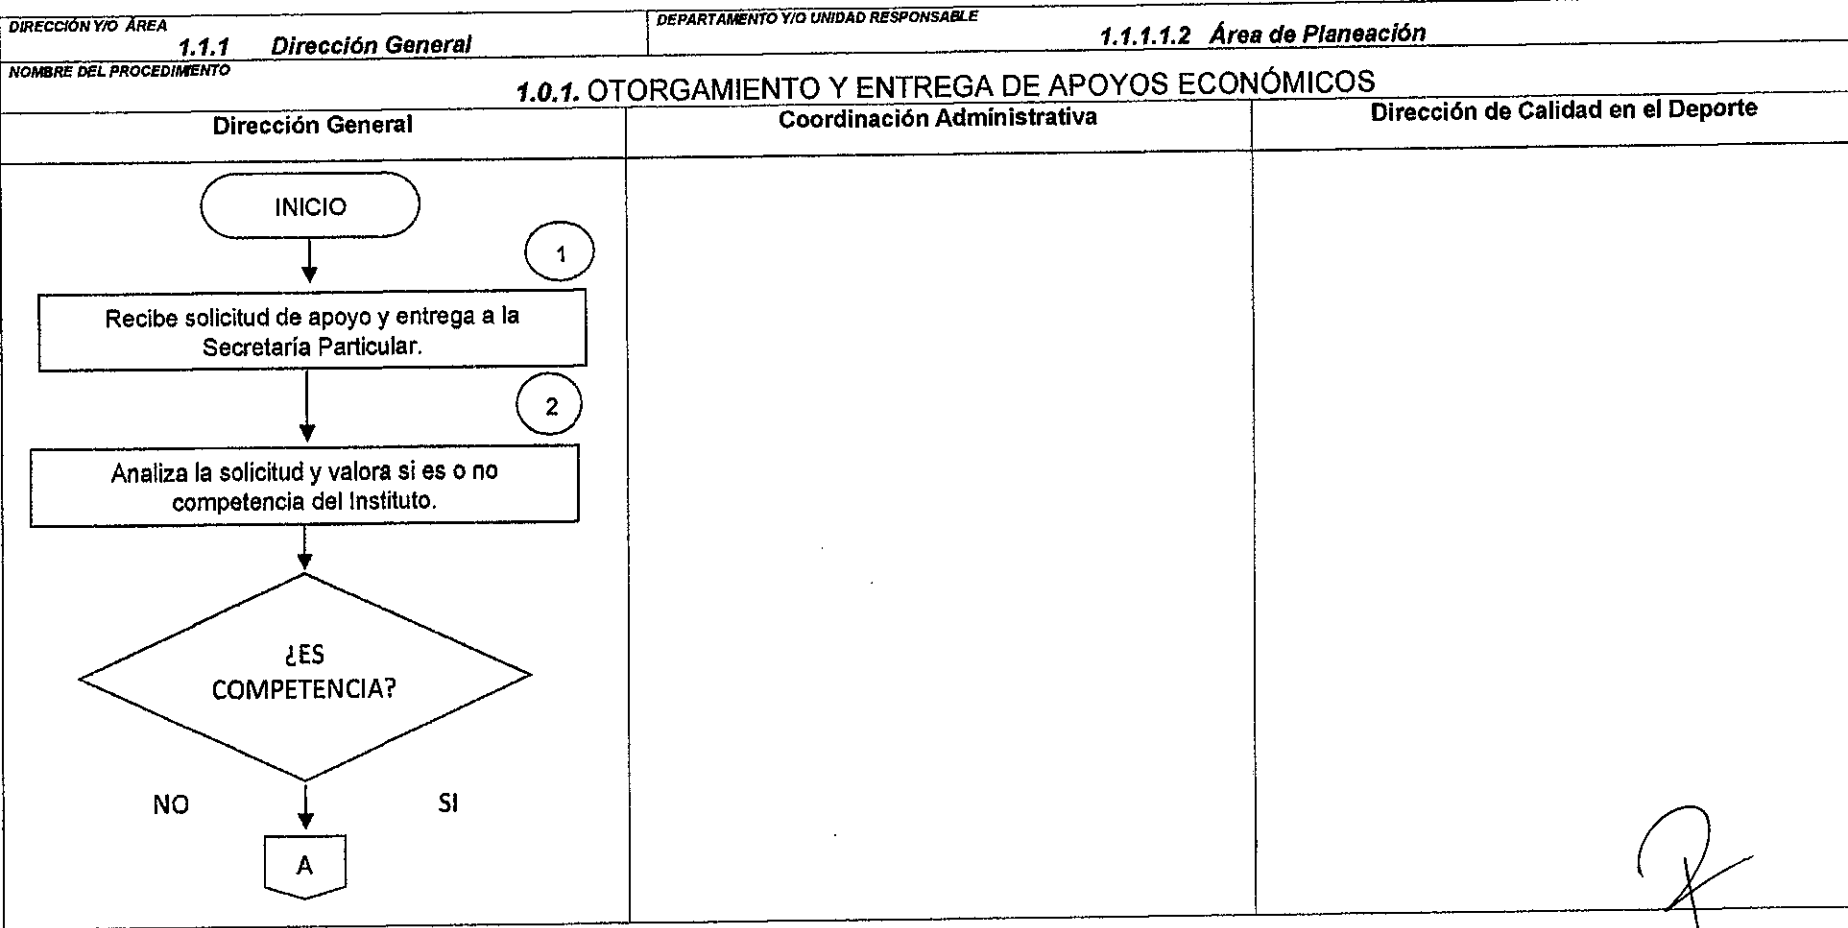 DIRECCIÓN Y/O ÁREA
1.1.1 Dirección General
DEPARTAMENTO Y/O UNIDAD RESPONSABLE
1.1.1.1.2 Área de Planeación
NOMBRE DEL PROCEDIMIENTO
1.0.1. OTORGAMIENTO Y ENTREGA DE APOYOS ECONÓMICOS
Dirección General
Coordinación Administrativa
Dirección de Calidad en el Deporte
INICIO
1
Recibe solicitud de apoyo y entrega a la
Secretaría Particular.
2
Analiza la solicitud y valora si es o no
competencia del Instituto.
¿ES
COMPETENCIA?
NO
SI
A